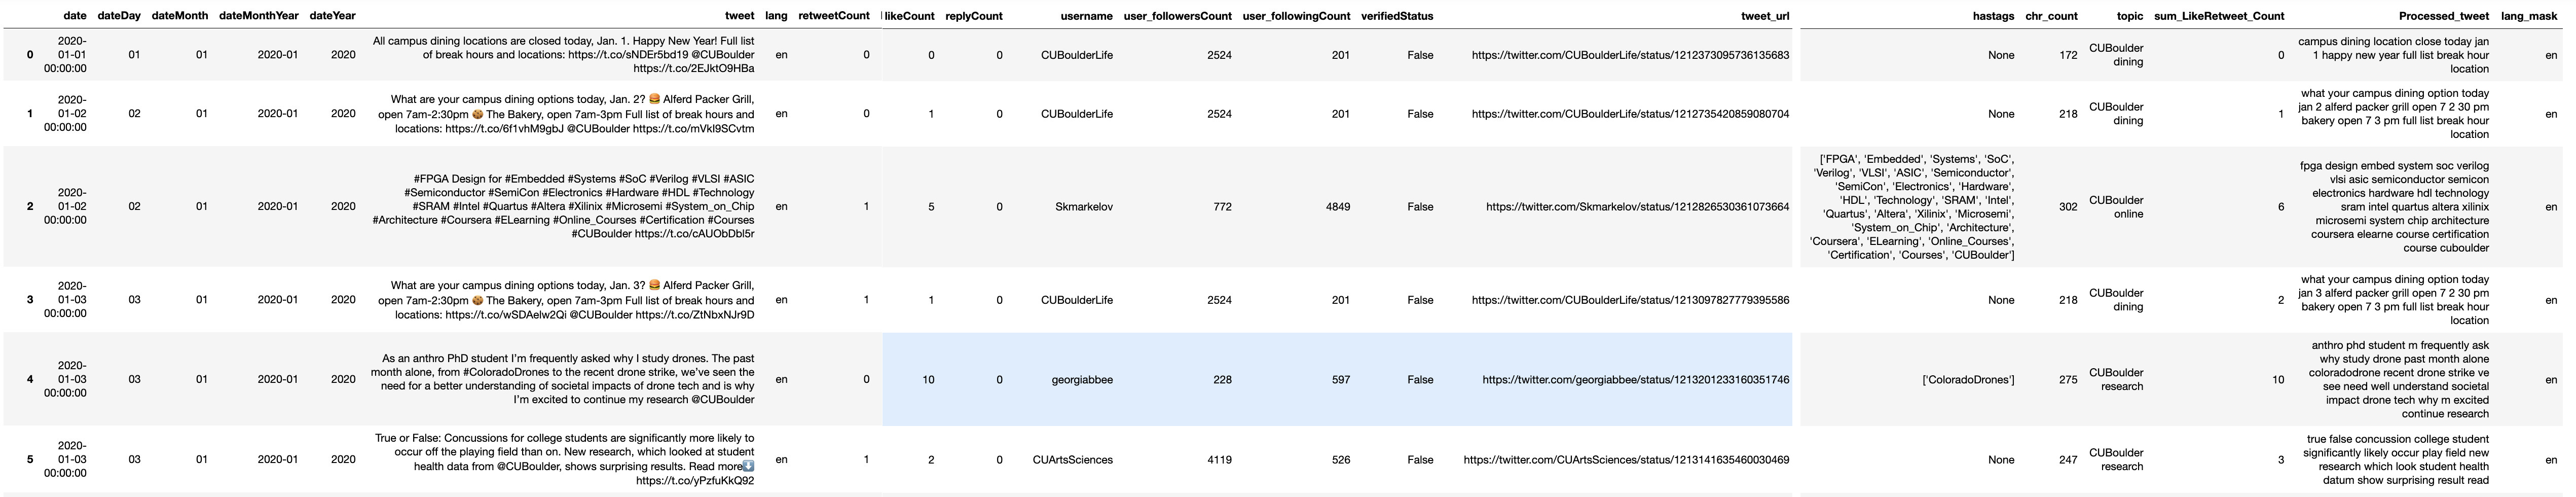 date dateDay dateMonth dateMonthYear dateYear tweet lang retweetCount likeCount replyCount username user_followersCount user_followingCount verifiedStatus tweet_url hastags chr_count topic sum_LikeRetweet_Count Processed_tweet lang_mask
0
2020-
01-01
00:00:00
01 01 2020-01 2020
All campus dining locations are closed today, Jan. 1. Happy New Year! Full list
of break hours and locations: https://t.co/sNDEr5bd19 @CUBoulder
https://t.co/2EJktO9HBa
en 0 0 0 CUBoulderLife 2524 201 False https://twitter.com/CUBoulderLife/status/1212373095736135683 None 172
CUBoulder
dining
0
campus dining location close today jan
1 happy new year full list break hour
location
en
1
2020-
01-02
00:00:00
02 01 2020-01 2020
What are your campus dining options today, Jan. 2? 🍔 Alferd Packer Grill,
open 7am-2:30pm 🍪 The Bakery, open 7am-3pm Full list of break hours and
locations: https://t.co/6f1vhM9gbJ @CUBoulder https://t.co/mVkI9SCvtm
en 0 1 0 CUBoulderLife 2524 201 False https://twitter.com/CUBoulderLife/status/1212735420859080704 None 218
CUBoulder
dining
1
what your campus dining option today
jan 2 alferd packer grill open 7 2 30 pm
bakery open 7 3 pm full list break hour
location
en
2
2020-
01-02
00:00:00
02 01 2020-01 2020
#FPGA Design for #Embedded #Systems #SoC #Verilog #VLSI #ASIC
#Semiconductor #SemiCon #Electronics #Hardware #HDL #Technology
#SRAM #Intel #Quartus #Altera #Xilinix #Microsemi #System_on_Chip
#Architecture #Coursera #ELearning #Online_Courses #Certification #Courses
#CUBoulder https://t.co/cAUObDbl5r
en 1 5 0 Skmarkelov 772 4849 False https://twitter.com/Skmarkelov/status/1212826530361073664
['FPGA', 'Embedded', 'Systems', 'SoC',
'Verilog', 'VLSI', 'ASIC', 'Semiconductor',
'SemiCon', 'Electronics', 'Hardware',
'HDL', 'Technology', 'SRAM', 'Intel',
'Quartus', 'Altera', 'Xilinix', 'Microsemi',
'System_on_Chip', 'Architecture',
'Coursera', 'ELearning', 'Online_Courses',
'Certification', 'Courses', 'CUBoulder']
302
CUBoulder
online
6
fpga design embed system soc verilog
vlsi asic semiconductor semicon
electronics hardware hdl technology
sram intel quartus altera xilinix
microsemi system chip architecture
coursera elearne course certification
course cuboulder
en
3
2020-
01-03
00:00:00
03 01 2020-01 2020
What are your campus dining options today, Jan. 3? 🍔 Alferd Packer Grill,
open 7am-2:30pm 🍪 The Bakery, open 7am-3pm Full list of break hours and
locations: https://t.co/wSDAelw2Qi @CUBoulder https://t.co/ZtNbxNJr9D
en 1 1 0 CUBoulderLife 2524 201 False https://twitter.com/CUBoulderLife/status/1213097827779395586 None 218
CUBoulder
dining
2
what your campus dining option today
jan 3 alferd packer grill open 7 2 30 pm
bakery open 7 3 pm full list break hour
location
en
4
2020-
01-03
00:00:00
03 01 2020-01 2020
As an anthro PhD student I’m frequently asked why I study drones. The past
month alone, from #ColoradoDrones to the recent drone strike, we’ve seen the
need for a better understanding of societal impacts of drone tech and is why
I’m excited to continue my research @CUBoulder
en 0 10 0 georgiabbee 228 597 False https://twitter.com/georgiabbee/status/1213201233160351746 ['ColoradoDrones'] 275
CUBoulder
research
10
anthro phd student m frequently ask
why study drone past month alone
coloradodrone recent drone strike ve
see need well understand societal
impact drone tech why m excited
continue research
en
5
2020-
01-03
00:00:00
03 01 2020-01 2020
True or False: Concussions for college students are significantly more likely to
occur off the playing field than on. New research, which looked at student
health data from @CUBoulder, shows surprising results. Read more⬇️
https://t.co/yPzfuKkQ92
en 1 2 0 CUArtsSciences 4119 526 False https://twitter.com/CUArtsSciences/status/1213141635460030469 None 247
CUBoulder
research
3
true false concussion college student
significantly likely occur play field new
research which look student health
datum show surprising result read
en